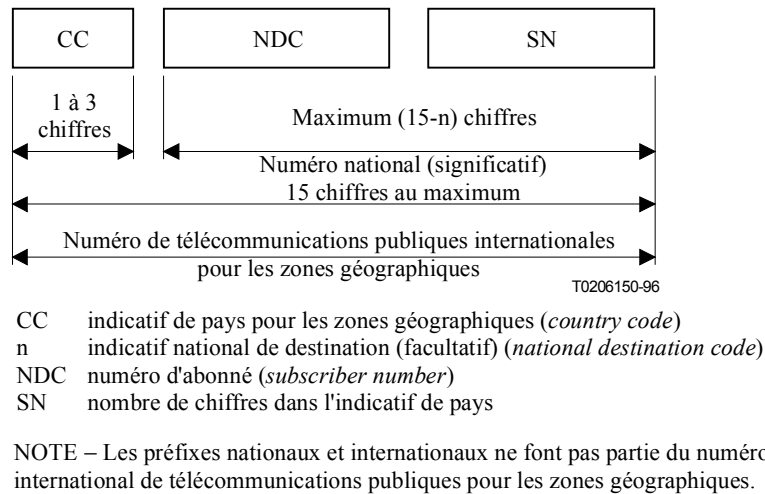 CC NDC SN
1 à 3
chiffres
Maximum (15-n) chiffres
Numéro national (significatif)
15 chiffres au maximum
Numéro de télécommunications publiques internationales
pour les zones géographiques
T0206150-96
CC indicatif de pays pour les zones géographiques (country code)
n indicatif national de destination (facultatif) (national destination code)
NDC numéro d'abonné (subscriber number)
SN nombre de chiffres dans l'indicatif de pays
NOTE – Les préfixes nationaux et internationaux ne font pas partie du numéro
international de télécommunications publiques pour les zones géographiques.